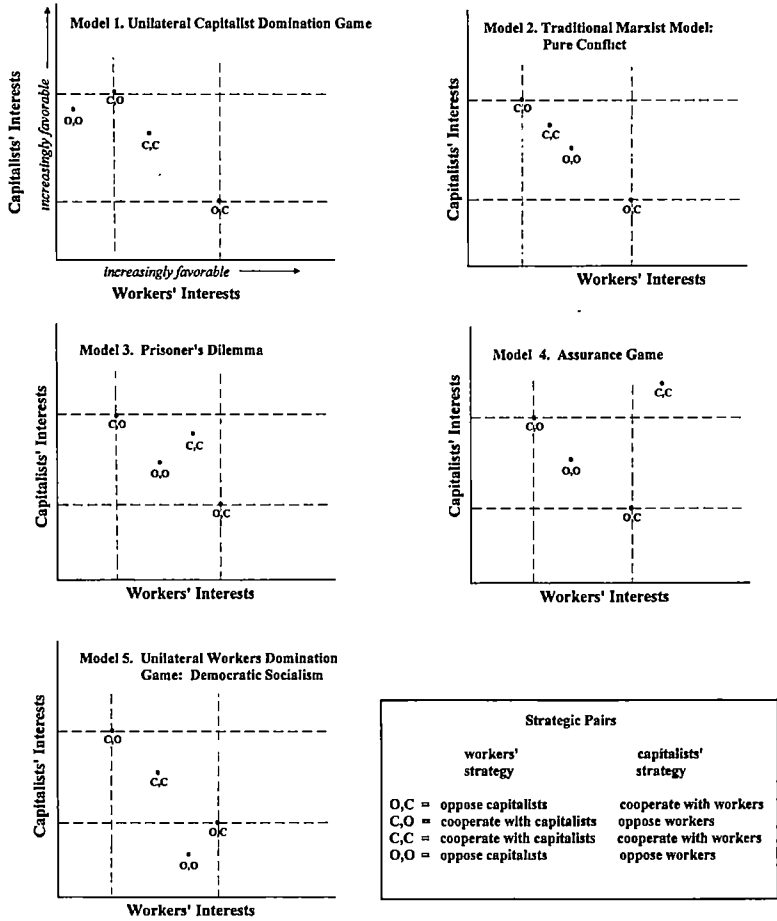 Model 1. Unilateral Capitalist Domination Game
Capitalists' Interests
increasingly favorable
O,O
C,O
C,C
O,C
increasingly favorable
Workers' Interests
Model 2. Traditional Marxist Model:
Pure Conflict
Capitalists' Interests
C,O
C,C
O,O
O,C
Workers' Interests
Model 3. Prisoner's Dilemma
Capitalists' Interests
C,O
C,C
O,O
O,C
Workers' Interests
Model 4. Assurance Game
Capitalists' Interests
C,C
C,O
O,O
O,C
Workers' Interests
Model 5. Unilateral Workers Domination
Game: Democratic Socialism
Capitalists' Interests
C,O
C,C
O,C
O,O
Workers' Interests
Strategic Pairs
workers' capitalists'
strategy strategy
O,C = oppose capitalists cooperate with workers
C,O = cooperate with capitalists oppose workers
C,C = cooperate with capitalists cooperate with workers
O,O = oppose capitalists oppose workers